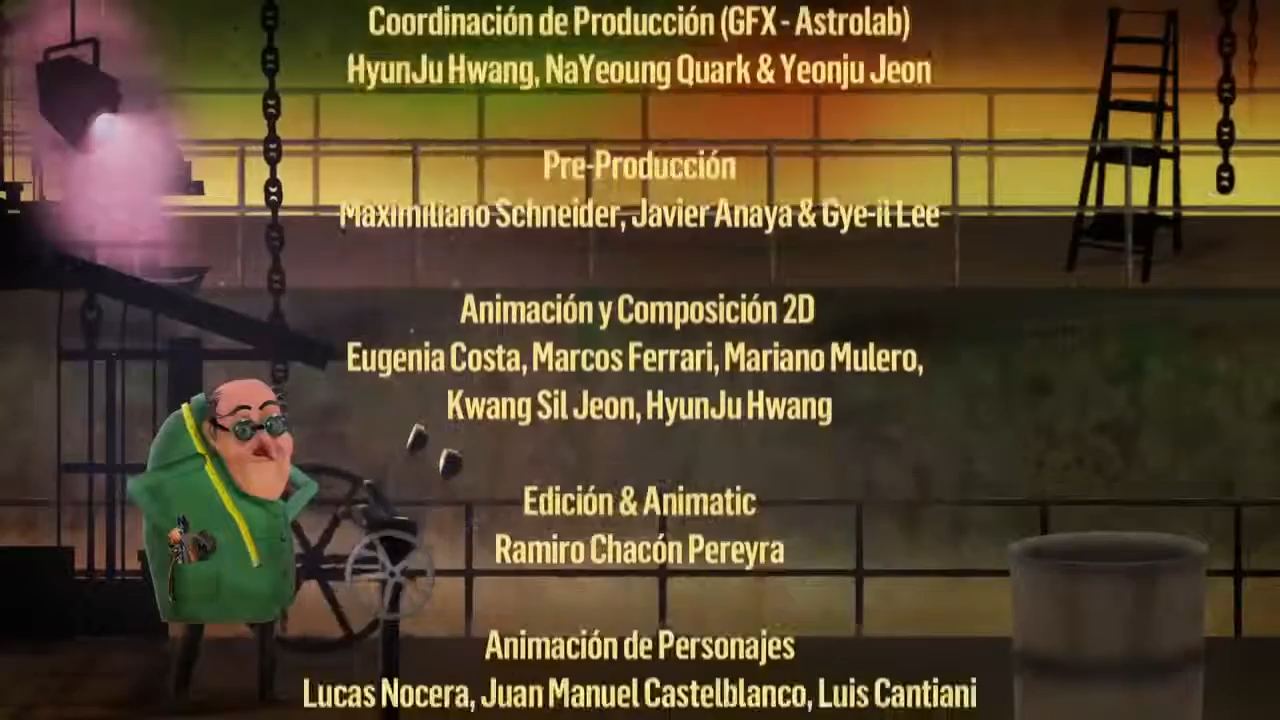 Coordinación de Producción (GFX - Astrolab)
HyunJu Hwang, NaYeoung Quark & Yeonju Jeon
Pre-Producción
Maximiliano Schneider, Javier Anaya & Gye-il Lee
Animación y Composición 2D
Eugenia Costa, Marcos Ferrari, Mariano Mulero,
Kwang Sil Jeon, HyunJu Hwang
Edición & Animatic
Ramiro Chacón Pereyra
Animación de Personajes
Lucas Nocera, Juan Manuel Castelblanco, Luis Cantiani